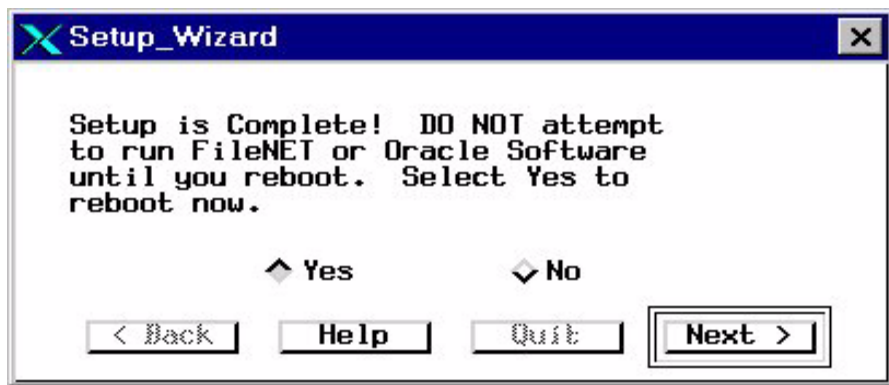 Setup_Wizard
Setup is Complete!  DO NOT attempt
to run FileNET or Oracle Software
until you reboot.  Select Yes to
reboot now.
Yes No
< Back Help Quit Next >